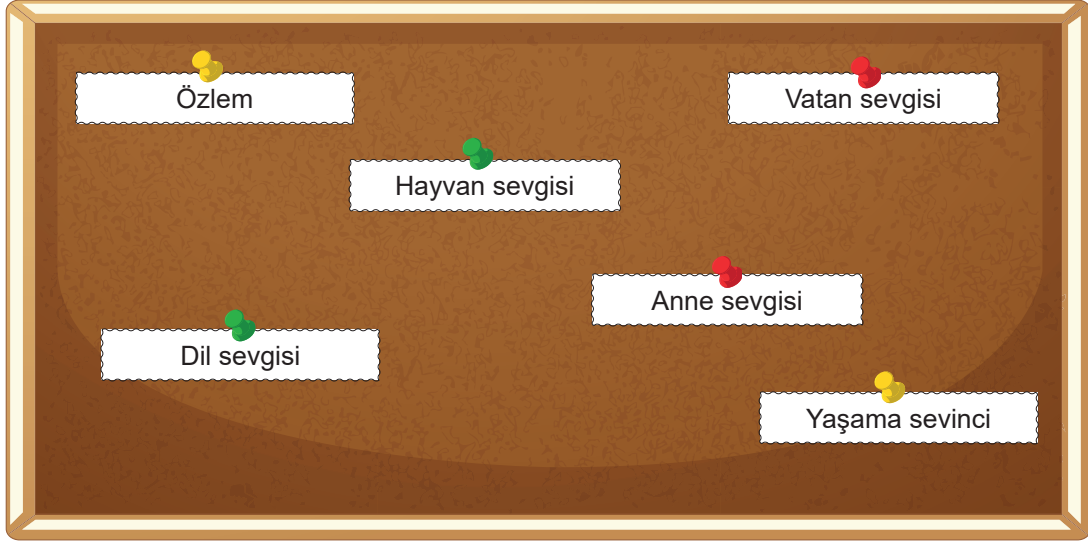 Özlem
Vatan sevgisi
Hayvan sevgisi
Anne sevgisi
Dil sevgisi
Yaşama sevinci